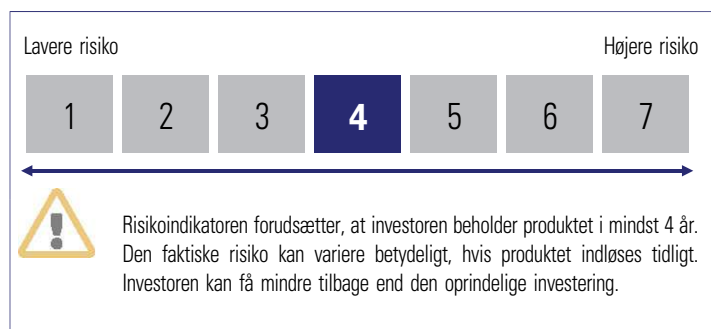 Lavere risiko Højere risiko
1 2 3 4 5 6 7
Risikoindikatoren forudsætter, at investoren beholder produktet i mindst 4 år.
Den faktiske risiko kan variere betydeligt, hvis produktet indløses tidligt.
Investoren kan få mindre tilbage end den oprindelige investering.